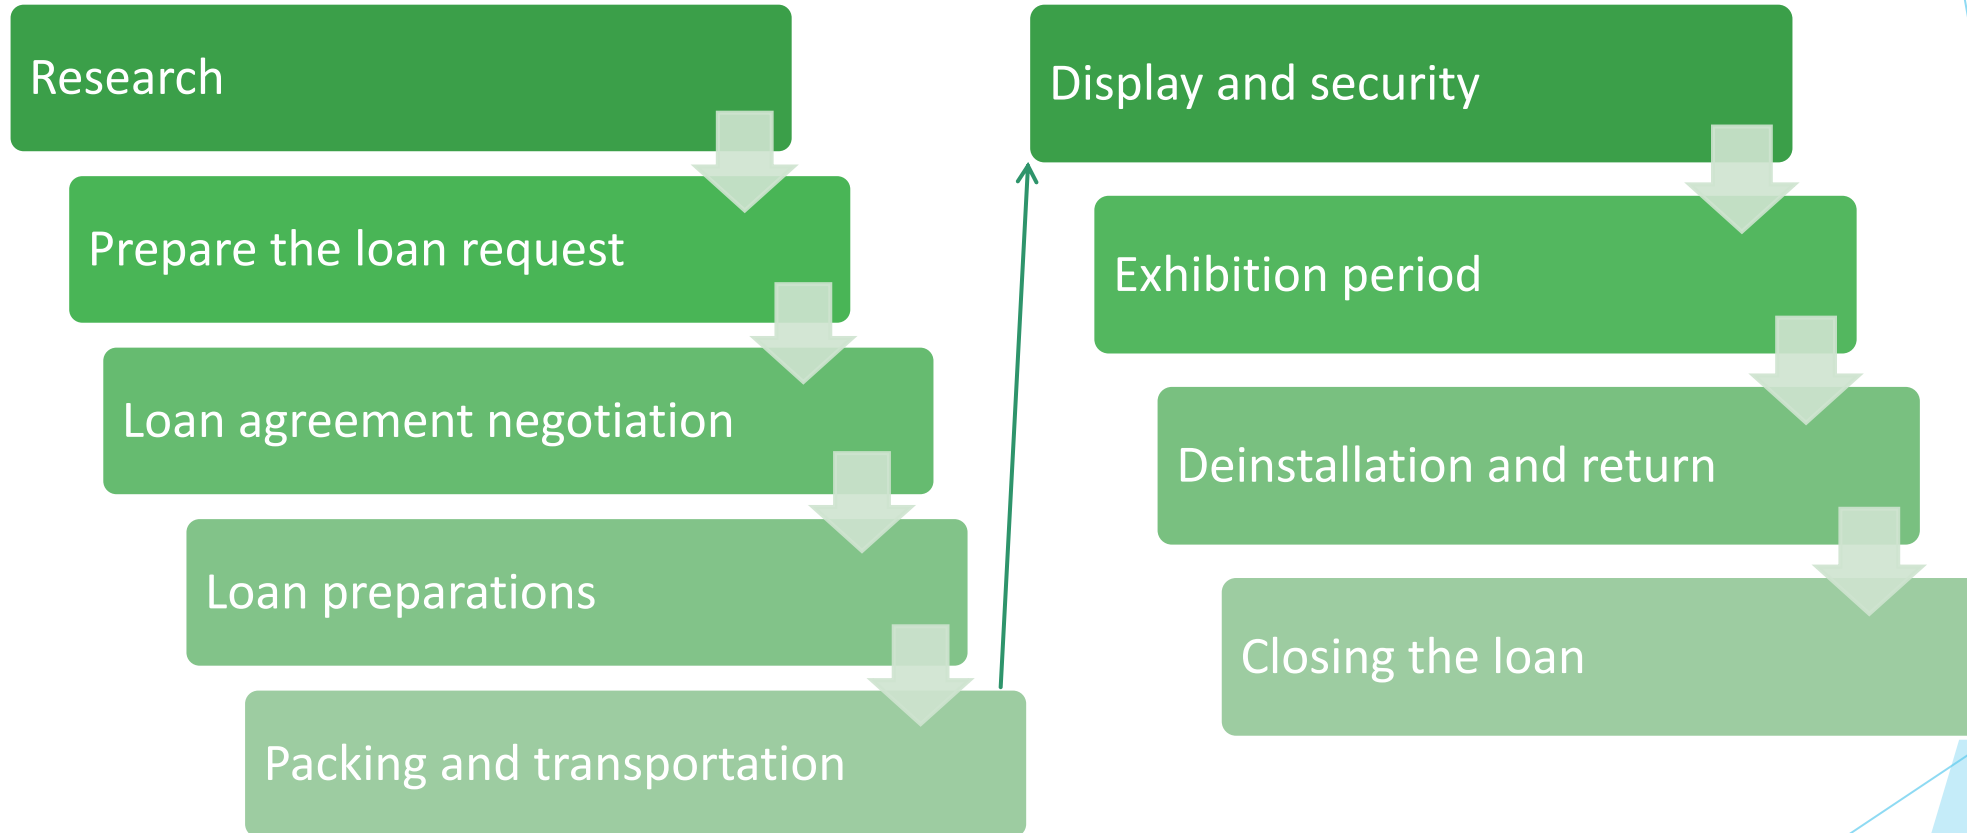 Research
Prepare the loan request
Loan agreement negotiation
Loan preparations
Packing and transportation
Display and security
Exhibition period
Deinstallation and return
Closing the loan